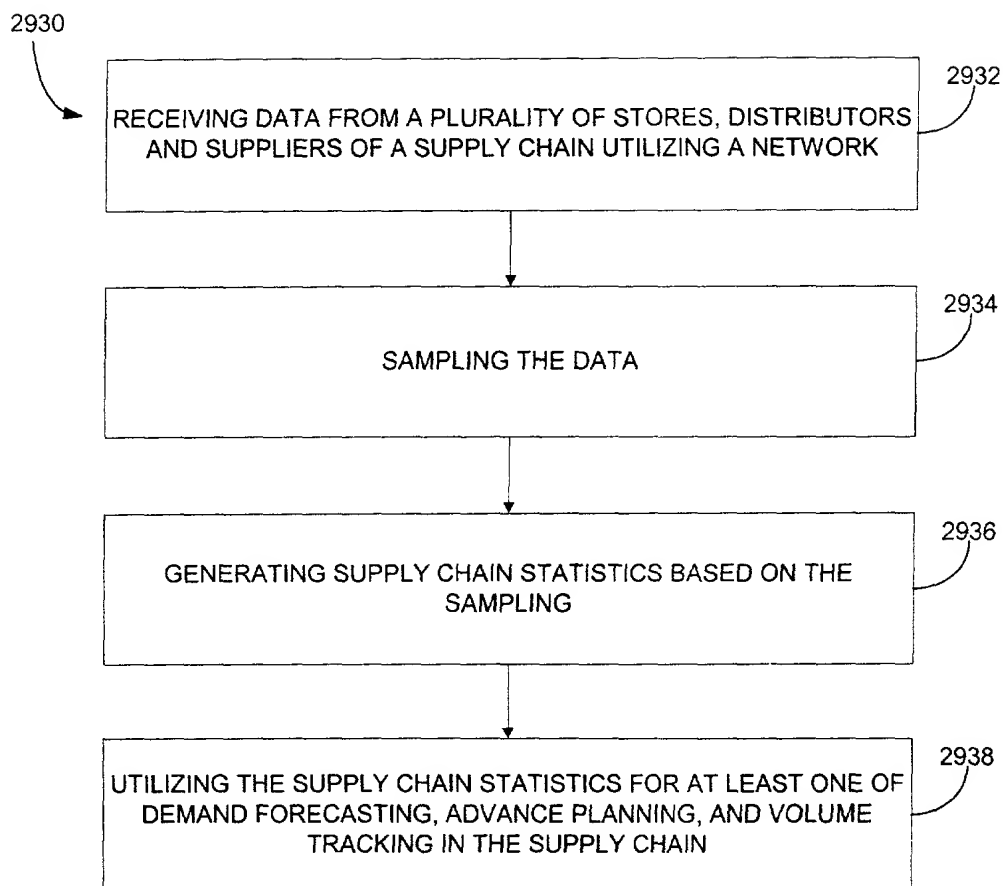 2930
2932
RECEIVING DATA FROM A PLURALITY OF STORES, DISTRIBUTORS
AND SUPPLIERS OF A SUPPLY CHAIN UTILIZING A NETWORK
2934
SAMPLING THE DATA
2936
GENERATING SUPPLY CHAIN STATISTICS BASED ON THE
SAMPLING
2938
UTILIZING THE SUPPLY CHAIN STATISTICS FOR AT LEAST ONE OF
DEMAND FORECASTING, ADVANCE PLANNING, AND VOLUME
TRACKING IN THE SUPPLY CHAIN